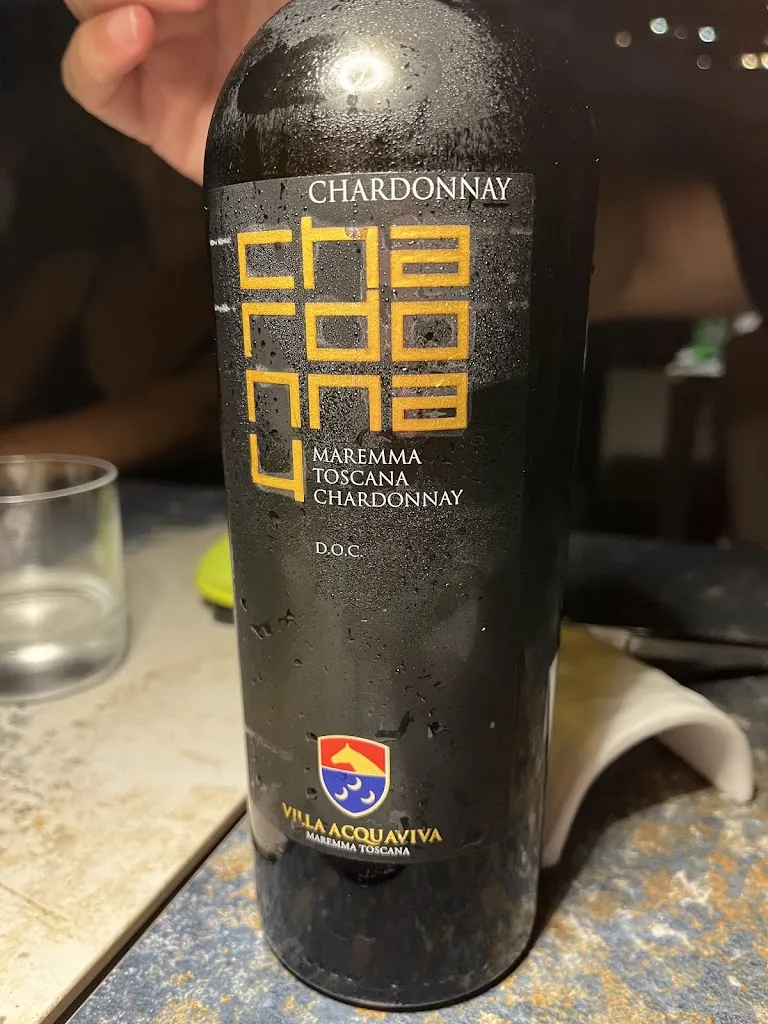 CHARDONNAY
cha
rdo
nna
y
MAREMMA
TOSCANA
CHARDONNAY
D.O.C.
VILLA ACQUAVIVA
MAREMMA TOSCANA